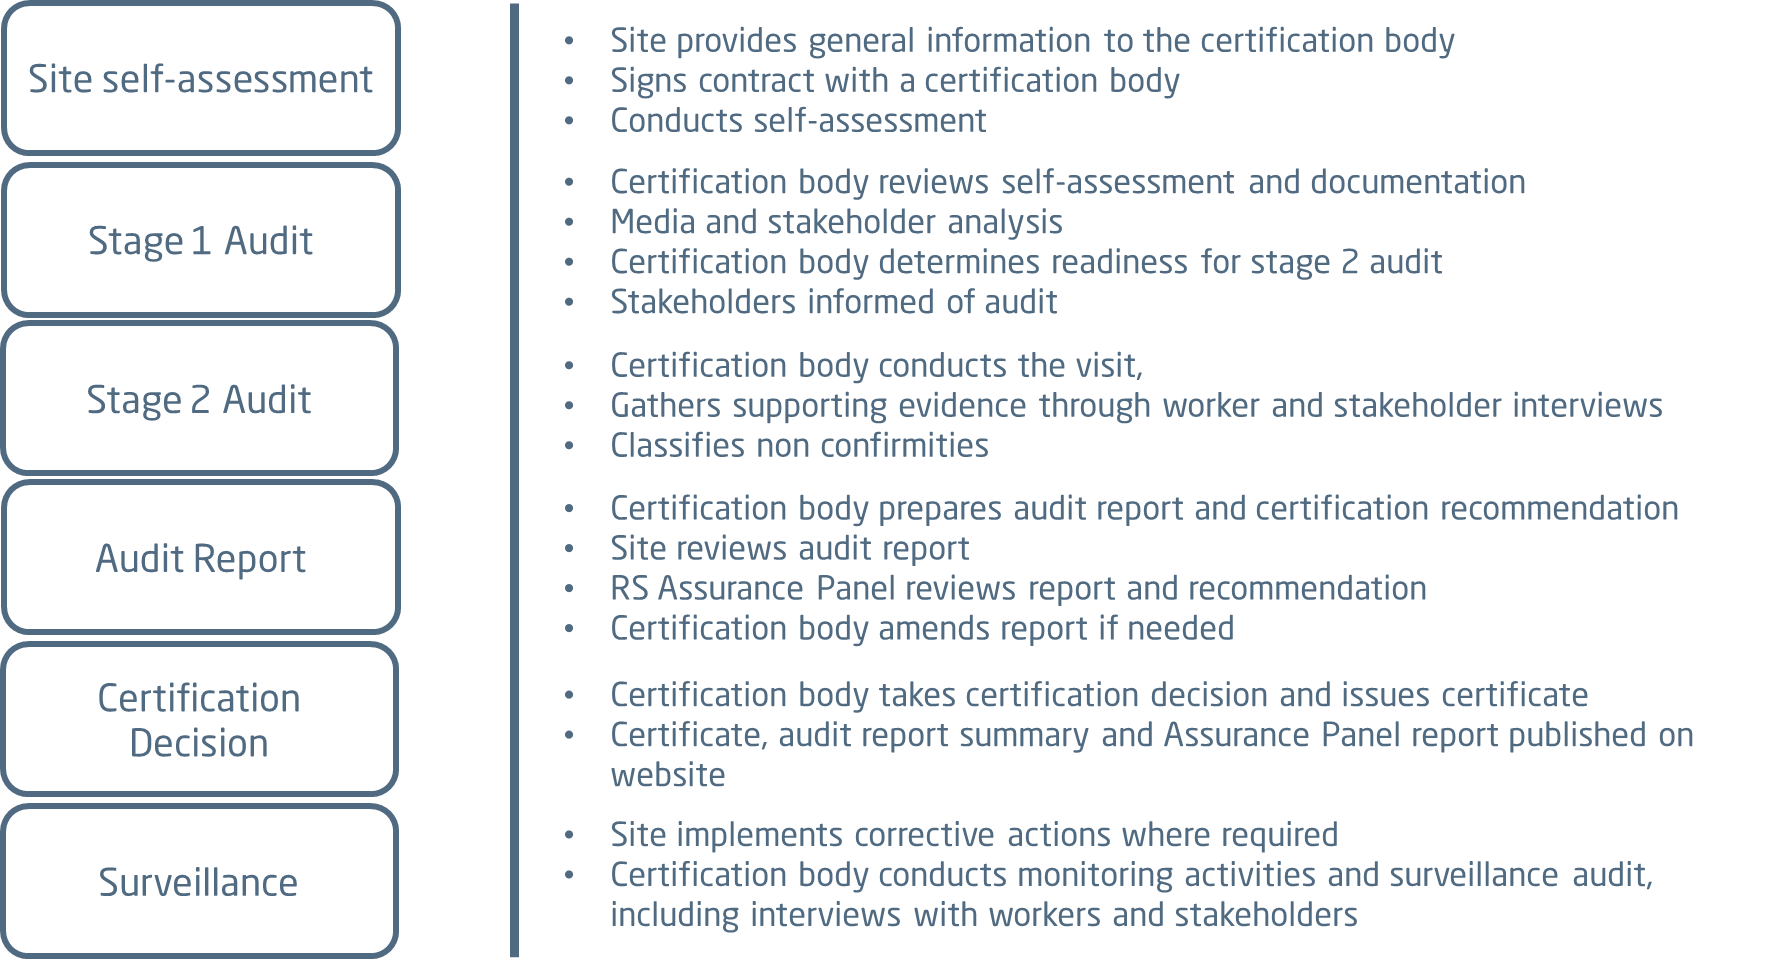 Site self-assessment
• Site provides general information to the certification body
• Signs contract with a certification body
• Conducts self-assessment
Stage 1 Audit
• Certification body reviews self-assessment and documentation
• Media and stakeholder analysis
• Certification body determines readiness for stage 2 audit
• Stakeholders informed of audit
Stage 2 Audit
• Certification body conducts the visit,
• Gathers supporting evidence through worker and stakeholder interviews
• Classifies non confirmities
Audit Report
• Certification body prepares audit report and certification recommendation
• Site reviews audit report
• RS Assurance Panel reviews report and recommendation
• Certification body amends report if needed
Certification
Decision
• Certification body takes certification decision and issues certificate
• Certificate, audit report summary and Assurance Panel report published on
website
Surveillance
• Site implements corrective actions where required
• Certification body conducts monitoring activities and surveillance audit,
including interviews with workers and stakeholders